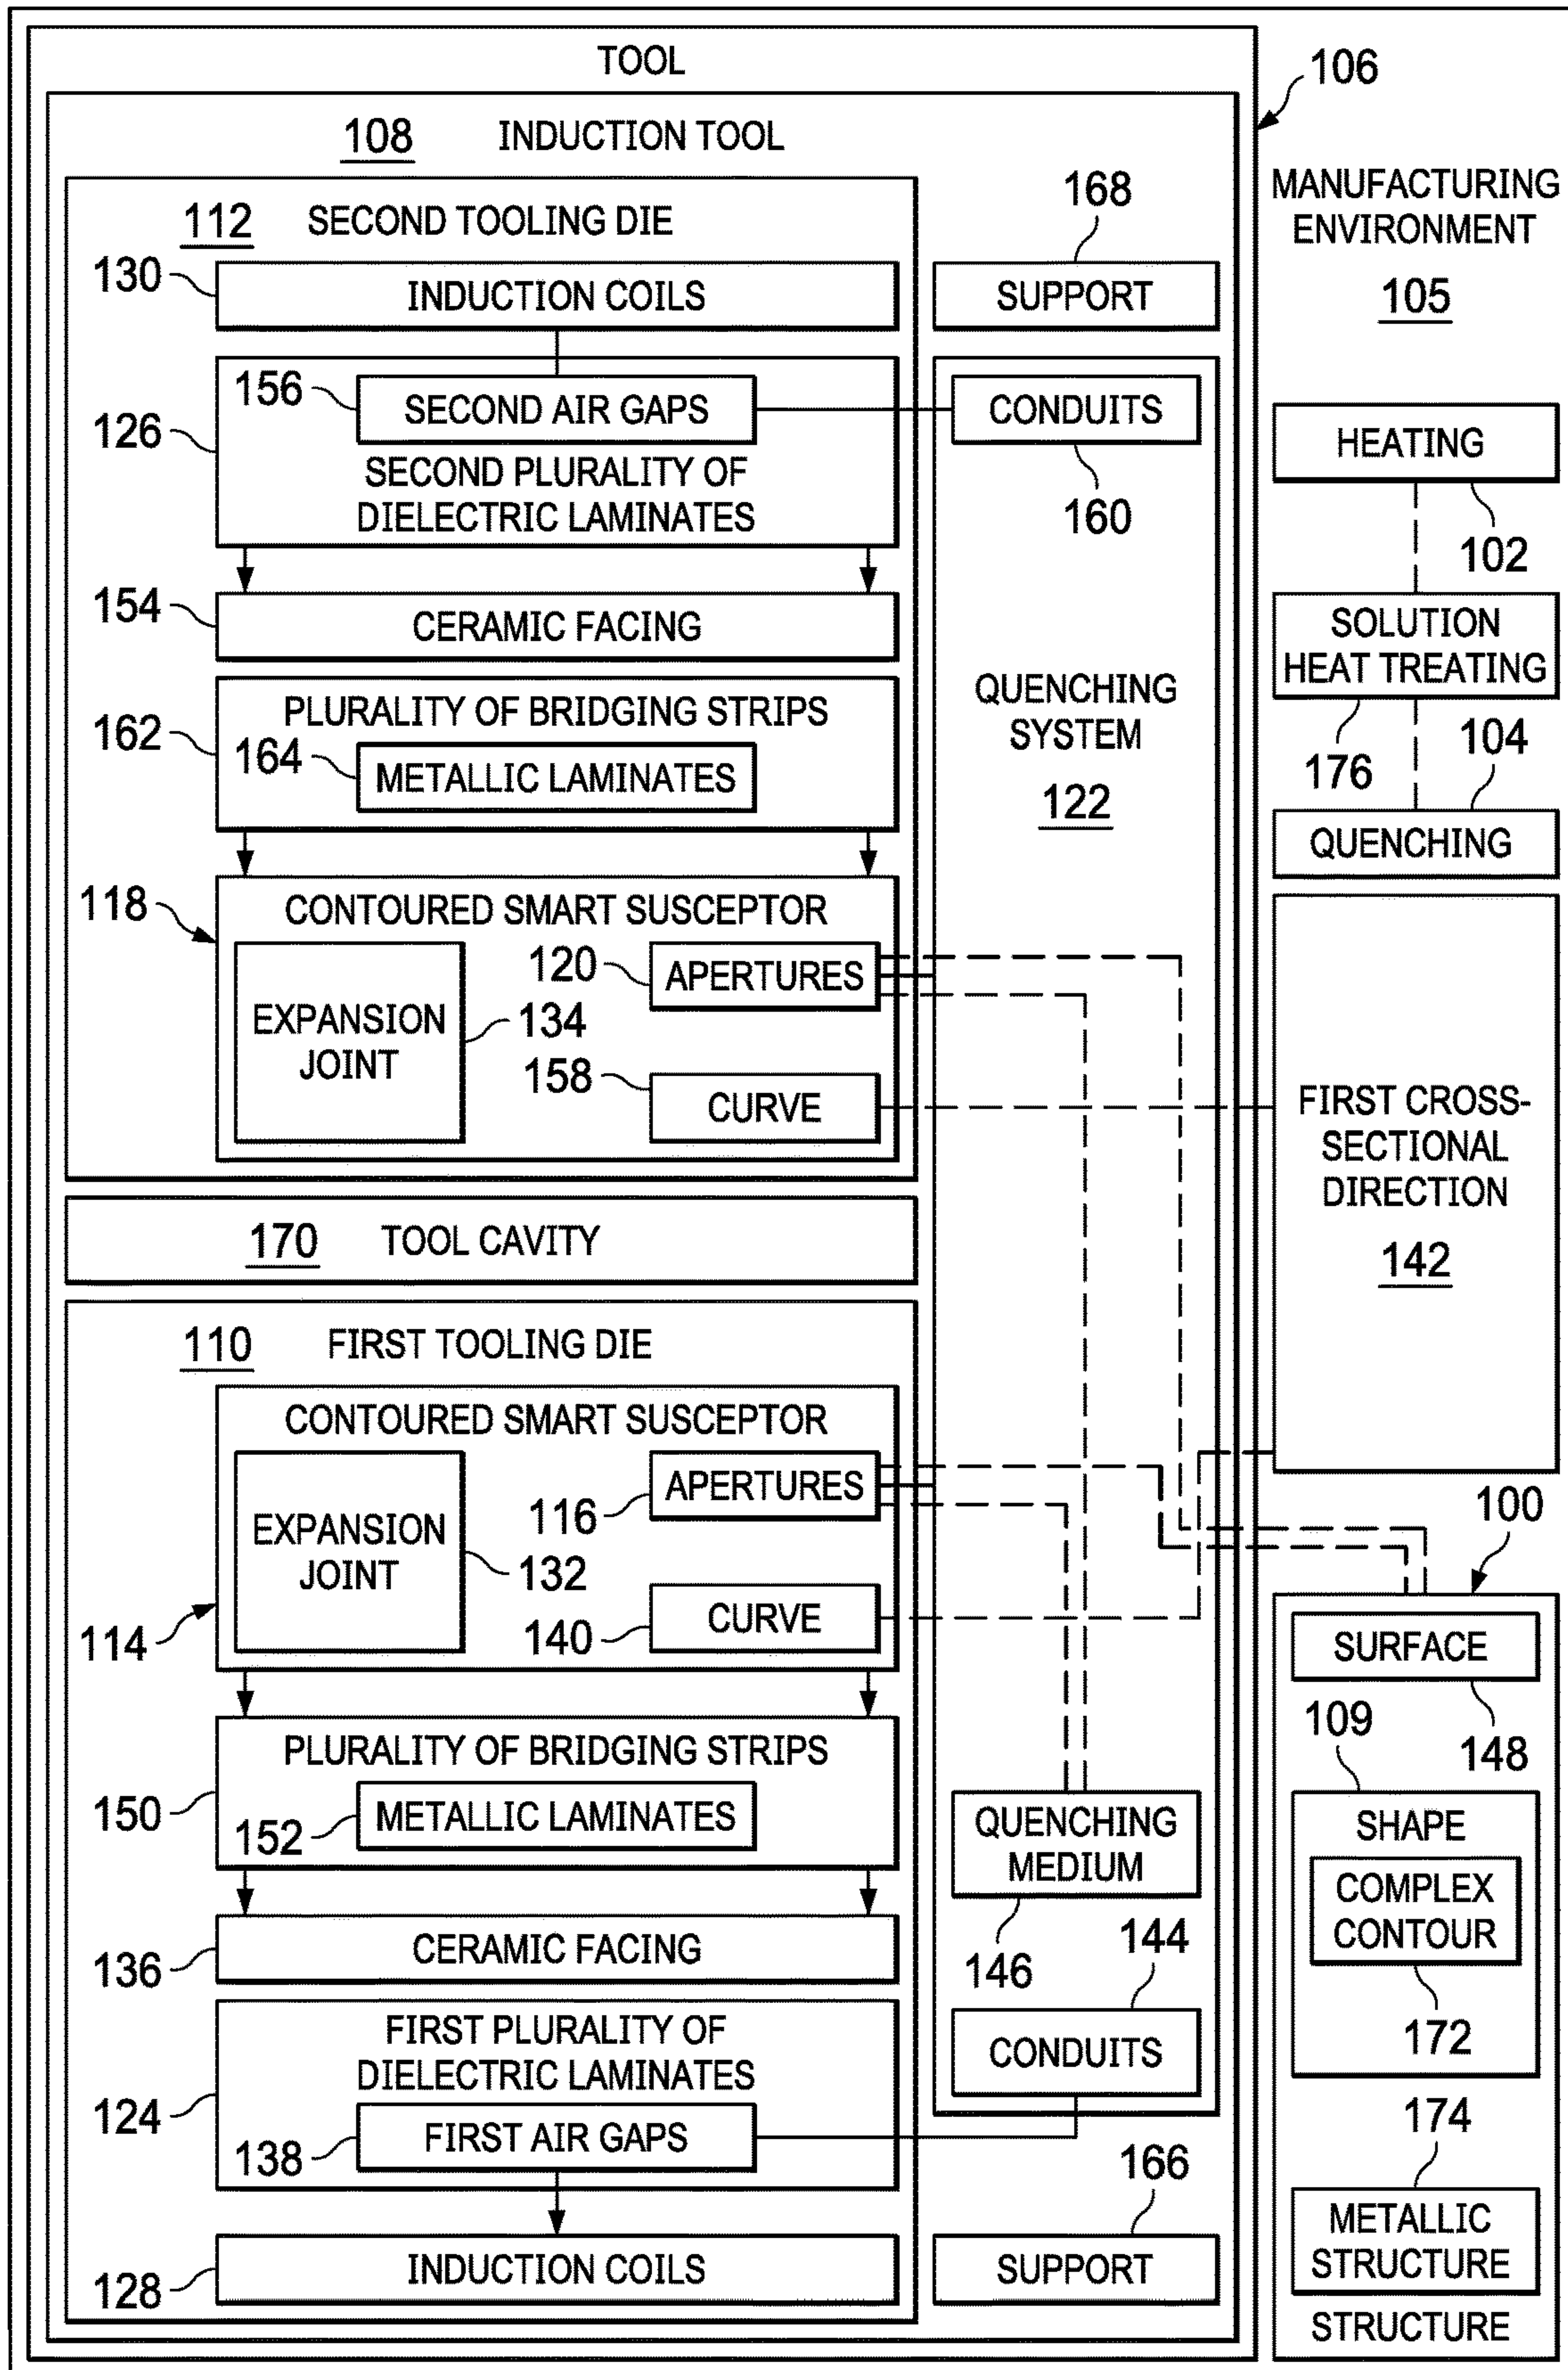 TOOL
106
108 INDUCTION TOOL
MANUFACTURING
ENVIRONMENT
105
112 SECOND TOOLING DIE
168
130
INDUCTION COILS
SUPPORT
156
SECOND AIR GAPS
CONDUITS
126
SECOND PLURALITY OF
DIELECTRIC LAMINATES
160
HEATING
102
154
CERAMIC FACING
SOLUTION
HEAT TREATING
176
104
QUENCHING
QUENCHING
SYSTEM
122
162
PLURALITY OF BRIDGING STRIPS
164
METALLIC LAMINATES
118
CONTOURED SMART SUSCEPTOR
120
APERTURES
EXPANSION
JOINT
134
158
CURVE
FIRST CROSS-
SECTIONAL
DIRECTION
142
170 TOOL CAVITY
110 FIRST TOOLING DIE
CONTOURED SMART SUSCEPTOR
116
APERTURES
EXPANSION
JOINT
132
114
140
CURVE
100
SURFACE
148
109
SHAPE
COMPLEX
CONTOUR
172
174
METALLIC
STRUCTURE
STRUCTURE
150
PLURALITY OF BRIDGING STRIPS
152
METALLIC LAMINATES
QUENCHING
MEDIUM
146
136
CERAMIC FACING
144
CONDUITS
124
FIRST PLURALITY OF
DIELECTRIC LAMINATES
138
FIRST AIR GAPS
166
128
INDUCTION COILS
SUPPORT